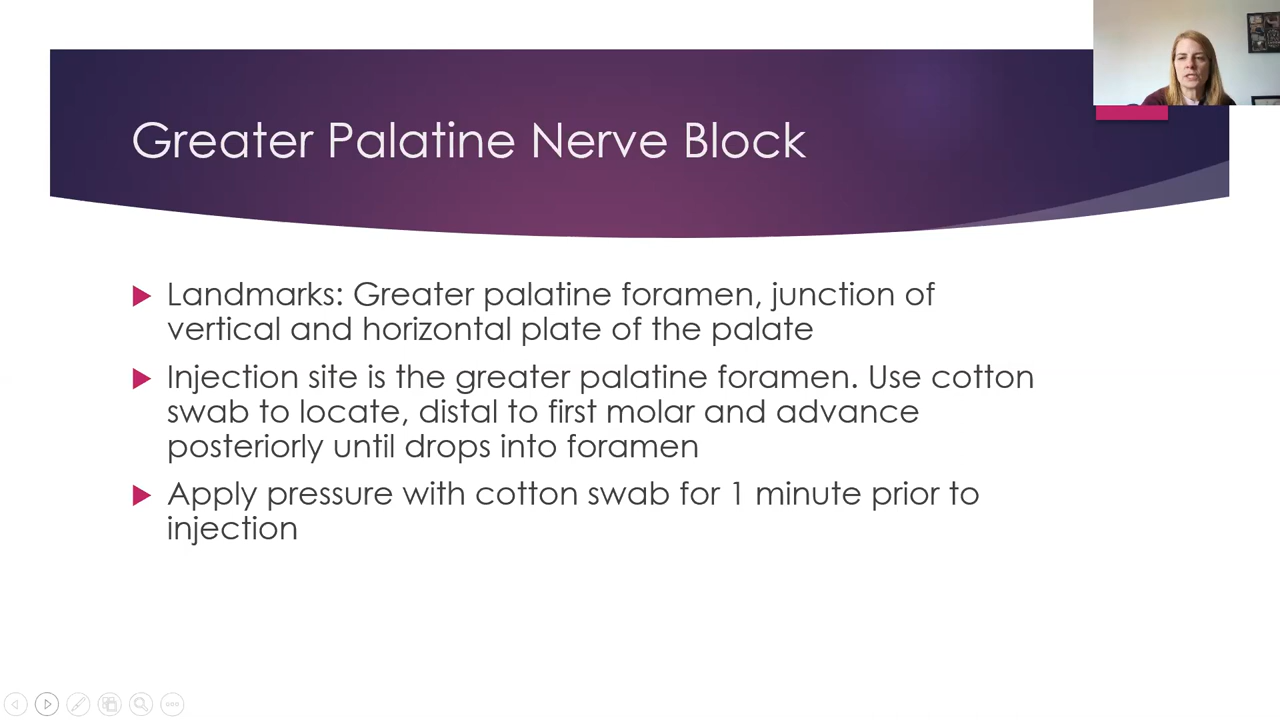 Greater Palatine Nerve Block
Landmarks: Greater palatine foramen, junction of
vertical and horizontal plate of the palate
Injection site is the greater palatine foramen. Use cotton
swab to locate, distal to first molar and advance
posteriorly until drops into foramen
Apply pressure with cotton swab for 1 minute prior to
injection